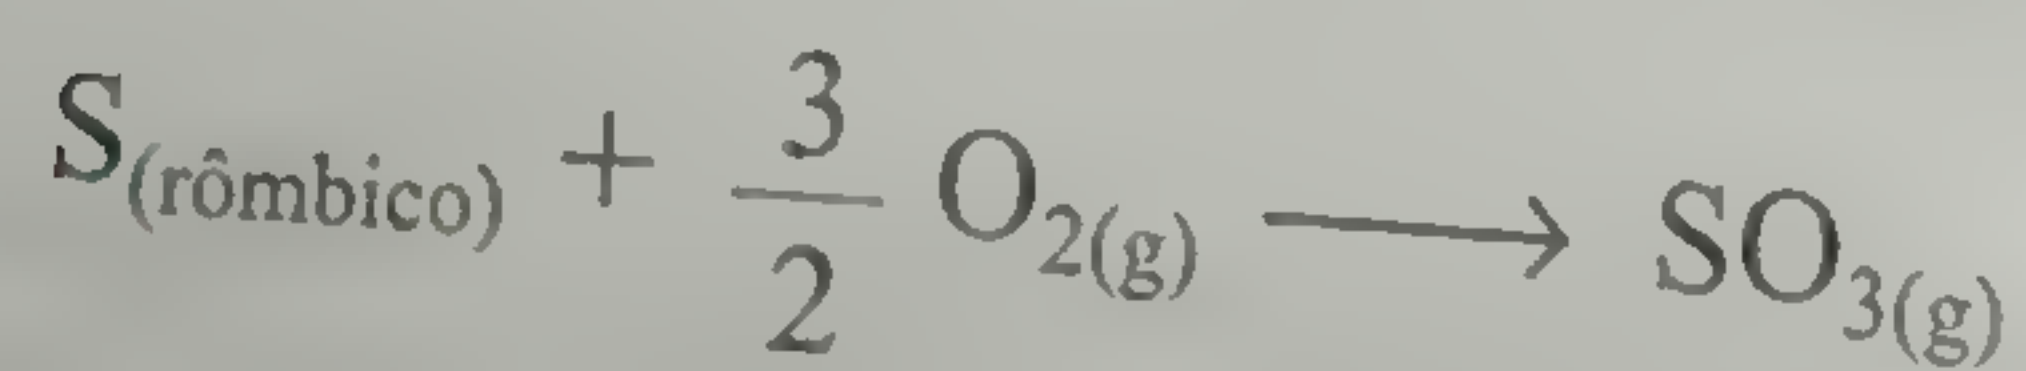 S(rômbico) + 3/2 O2(g) → SO3(g)